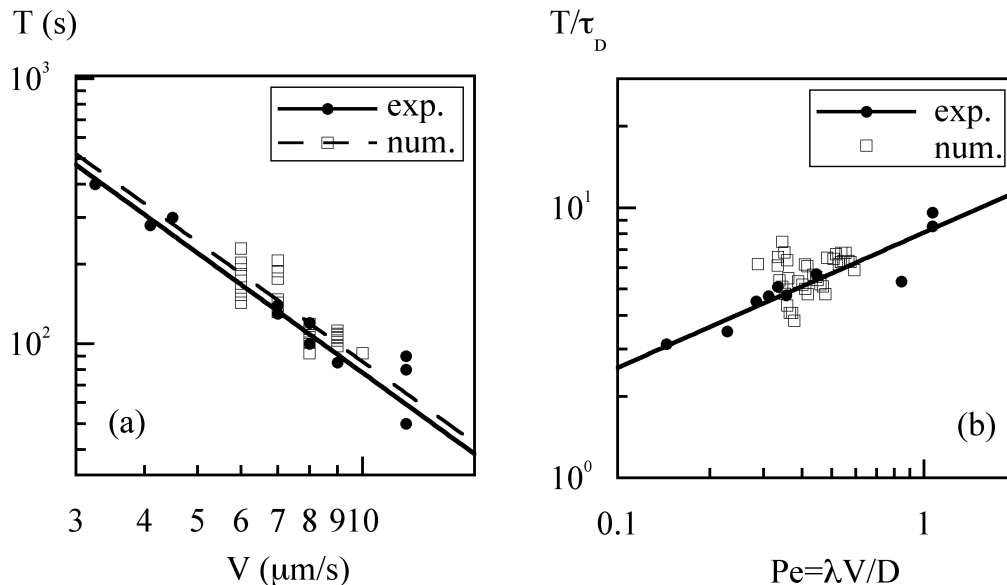 T (s)
10³
10²
exp.
num.
(a)
3 4 5 6 7 8 9 10
V (μm/s)
T/τ_D
10¹
10⁰
exp.
num.
(b)
0.1 1
Pe=λV/D